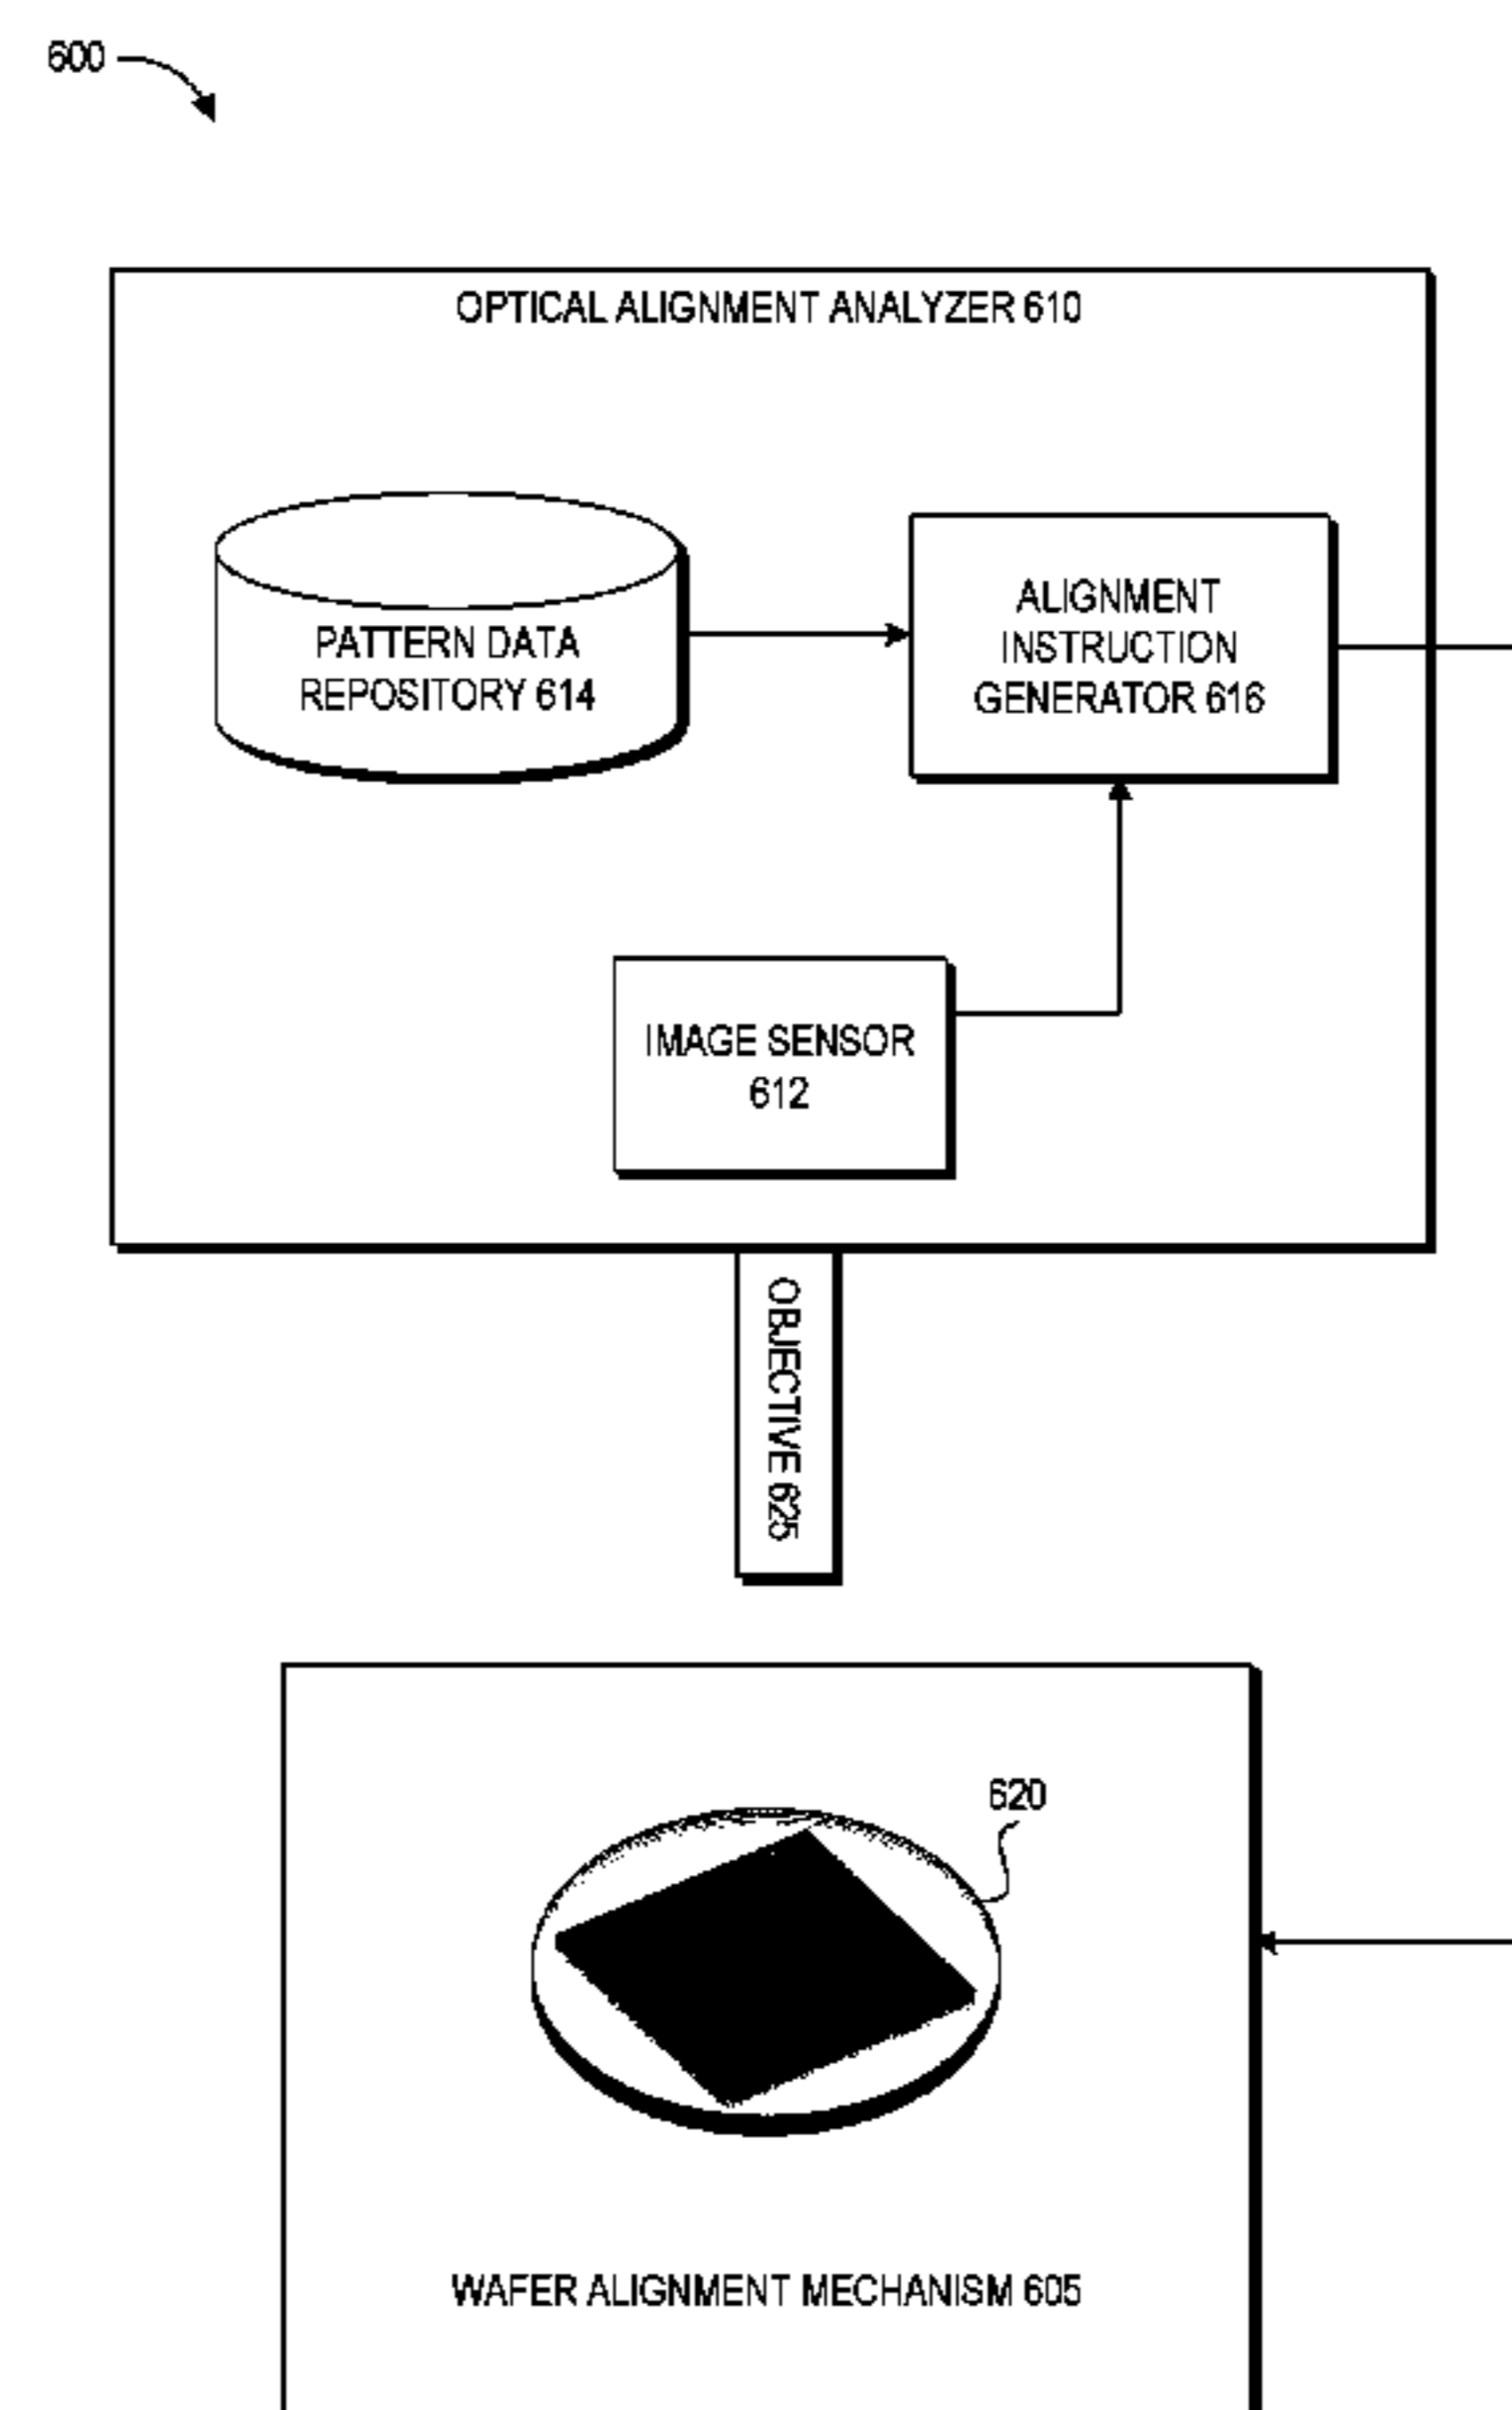 600
OPTICAL ALIGNMENT ANALYZER 610
PATTERN DATA
REPOSITORY 614
ALIGNMENT
INSTRUCTION
GENERATOR 616
IMAGE SENSOR
612
OBJECTIVE 625
620
WAFER ALIGNMENT MECHANISM 605